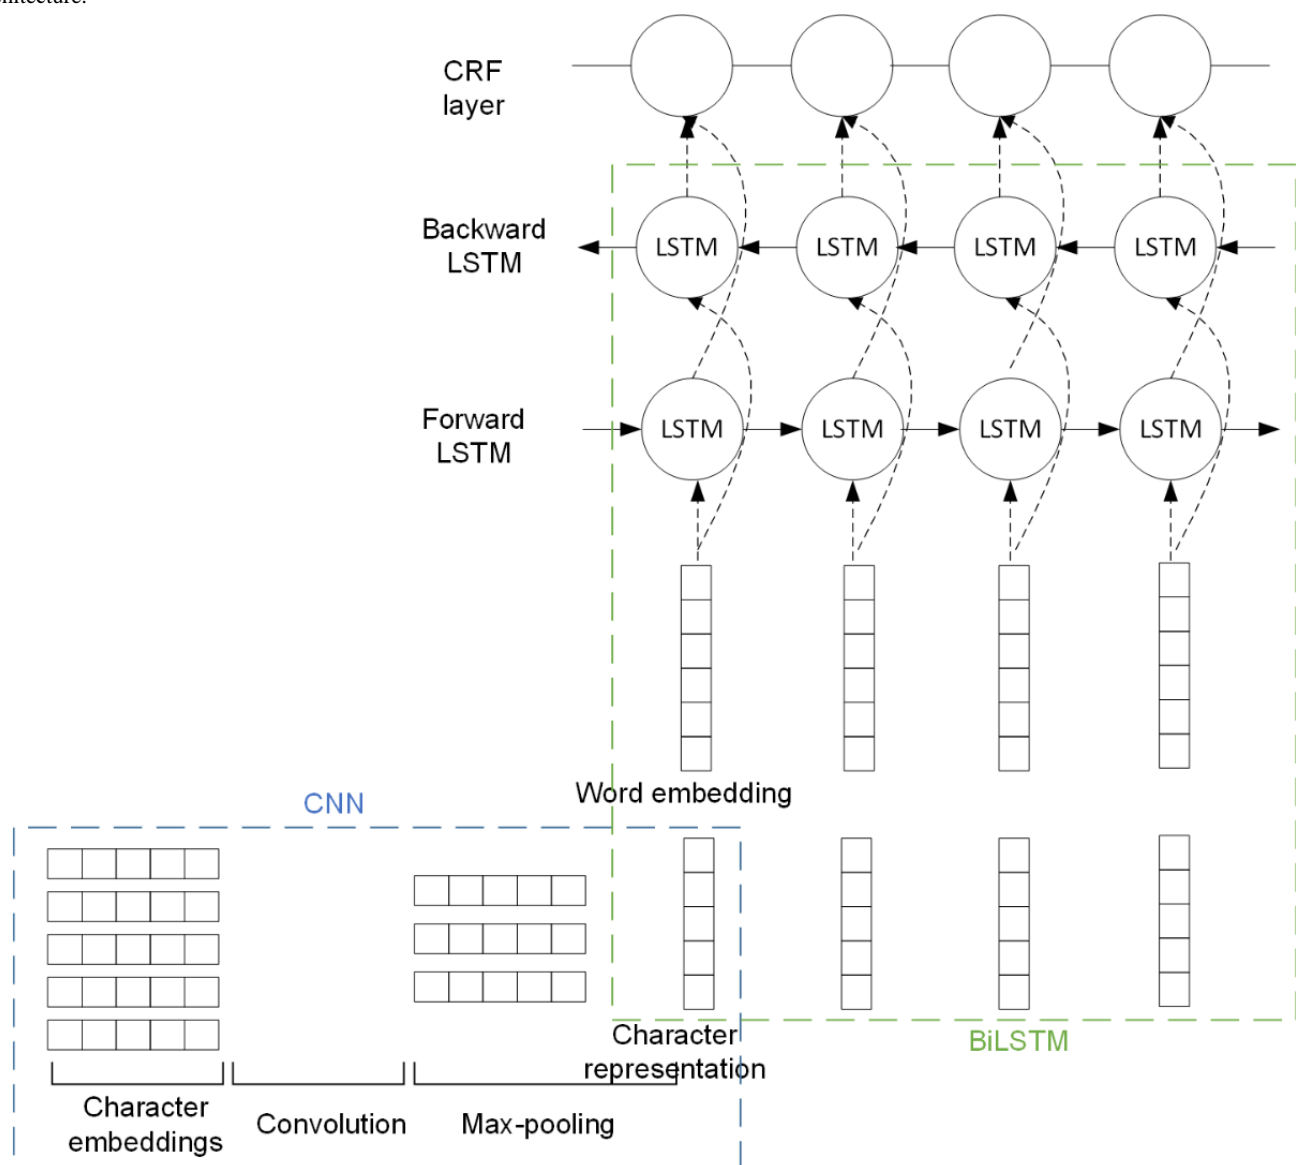 hitecture.
CRF
layer
Backward
LSTM
LSTM LSTM LSTM LSTM
Forward
LSTM
LSTM LSTM LSTM LSTM
Word embedding
CNN
Character
representation
BiLSTM
Character
embeddings
Convolution
Max-pooling